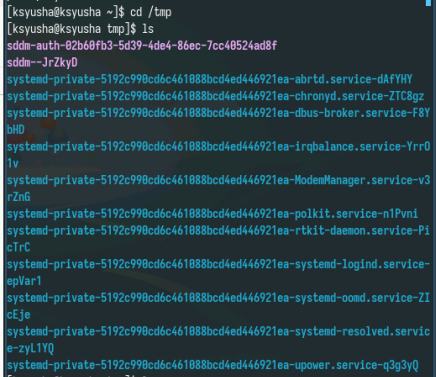 [ksyusha@ksyusha ~]$ cd /tmp
[ksyusha@ksyusha tmp]$ ls
sddm-auth-02b60fb3-5d39-4de4-86ec-7cc40524ad8f
sddm--JrZkyD
systemd-private-5192c990cd6c461088bcd4ed446921ea-abrtd.service-dAfYHY
systemd-private-5192c990cd6c461088bcd4ed446921ea-chronyd.service-ZTC8gz
systemd-private-5192c990cd6c461088bcd4ed446921ea-dbus-broker.service-F8Y
bHD
systemd-private-5192c990cd6c461088bcd4ed446921ea-irqbalance.service-YrrO
1v
systemd-private-5192c990cd6c461088bcd4ed446921ea-ModemManager.service-v3
rZnG
systemd-private-5192c990cd6c461088bcd4ed446921ea-polkit.service-n1Pvni
systemd-private-5192c990cd6c461088bcd4ed446921ea-rtkit-daemon.service-Pi
cTrC
systemd-private-5192c990cd6c461088bcd4ed446921ea-systemd-logind.service-
epVar1
systemd-private-5192c990cd6c461088bcd4ed446921ea-systemd-oomd.service-ZI
cEje
systemd-private-5192c990cd6c461088bcd4ed446921ea-systemd-resolved.servic
e-zyL1YQ
systemd-private-5192c990cd6c461088bcd4ed446921ea-upower.service-q3g3yQ